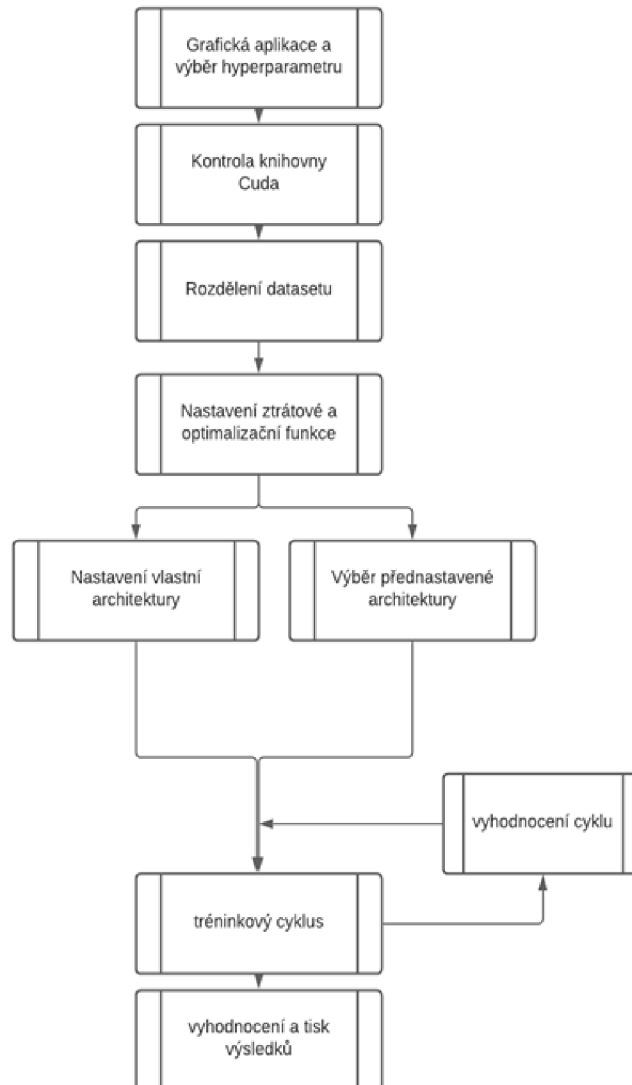 Grafická aplikace a
výběr hyperparametru
Kontrola knihovny
Cuda
Rozdělení datasetu
Nastavení ztrátové a
optimalizační funkce
Nastavení vlastní
architektury
Výběr přednastavené
architektury
vyhodnocení cyklu
tréninkový cyklus
vyhodnocení a tisk
výsledků